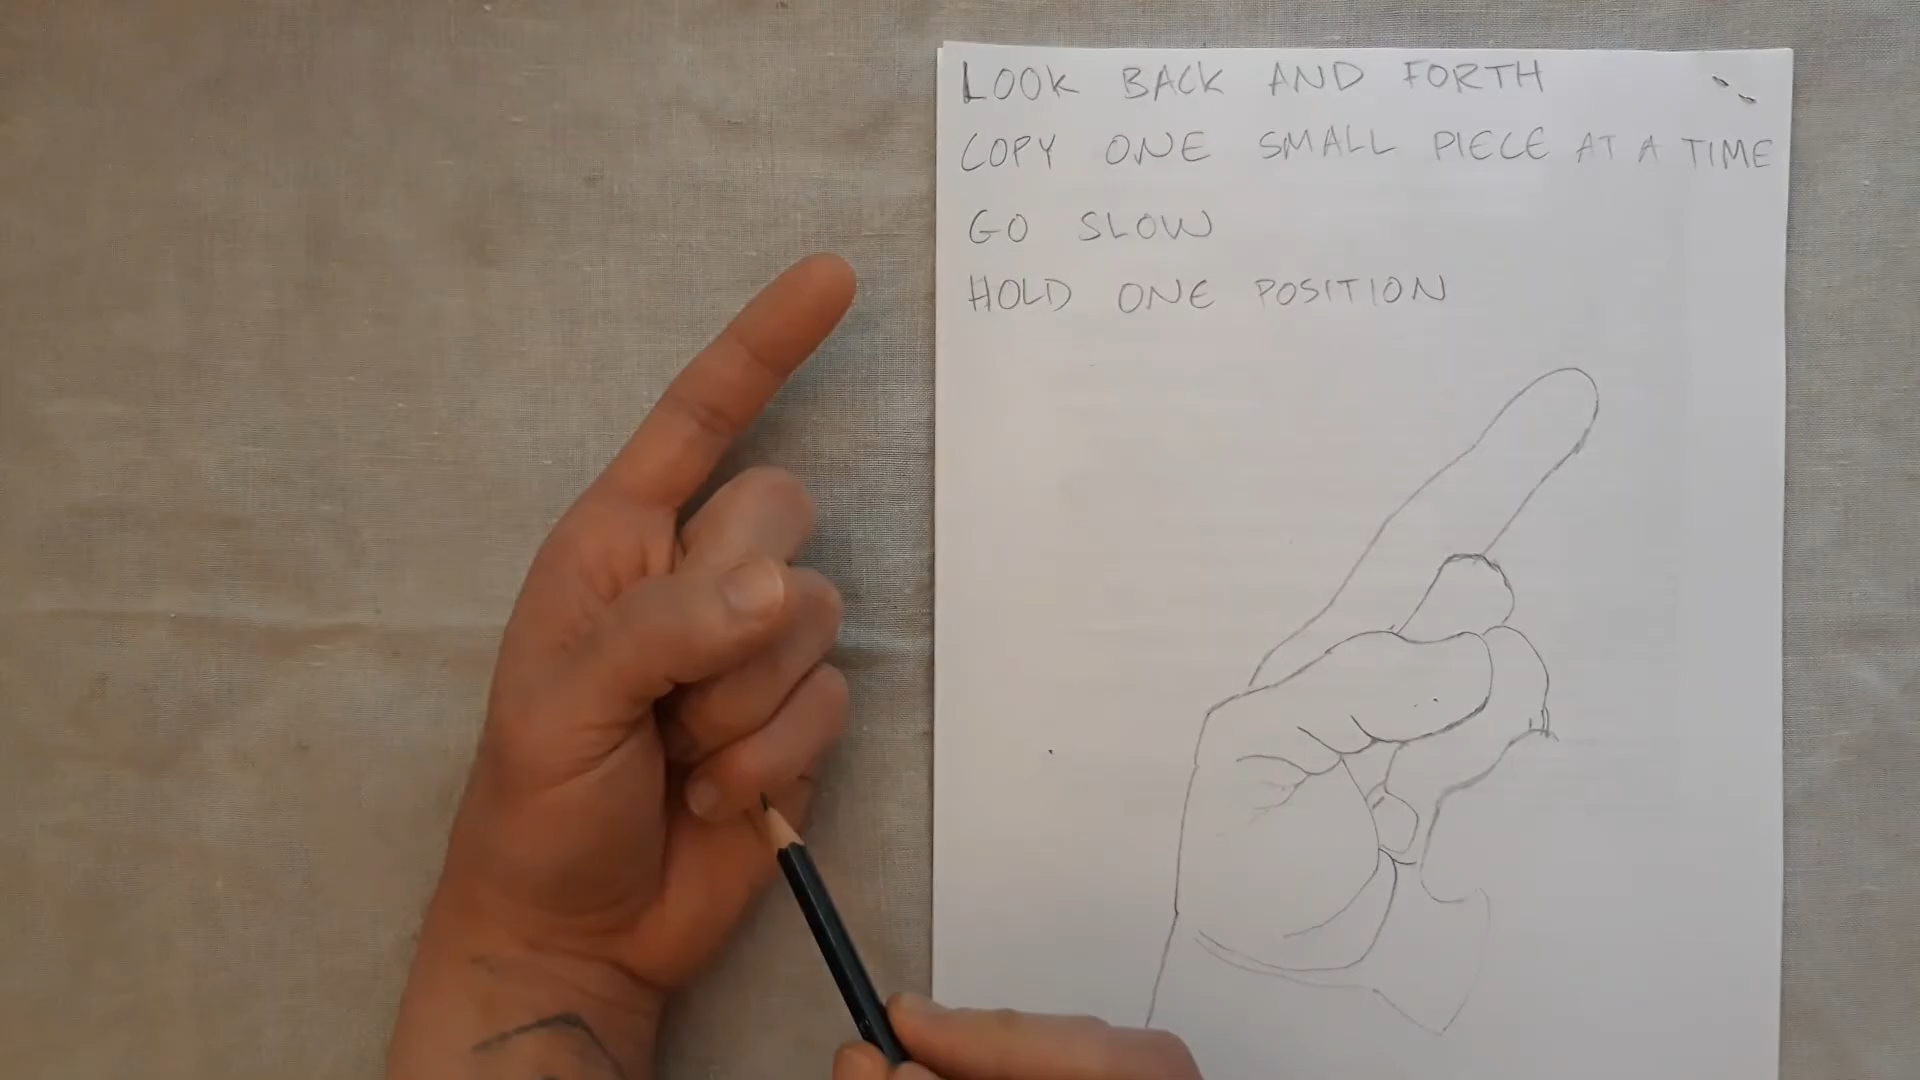 LOOK BACK AND FORTH
COPY ONE SMALL PIECE AT A TIME
GO SLOW
HOLD ONE POSITION